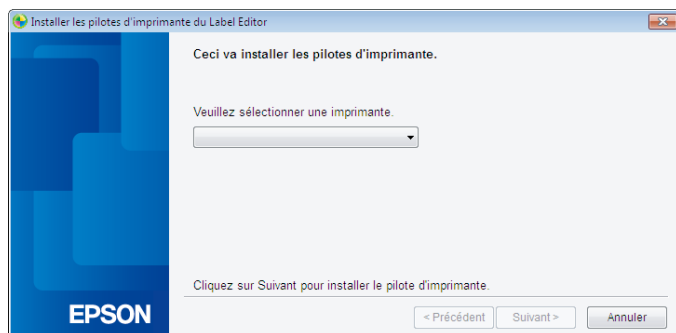 Installer les pilotes d'imprimante du Label Editor
Ceci va installer les pilotes d'imprimante.
Veuillez sélectionner une imprimante.
Cliquez sur Suivant pour installer le pilote d'imprimante.
EPSON
< Précédent Suivant > Annuler